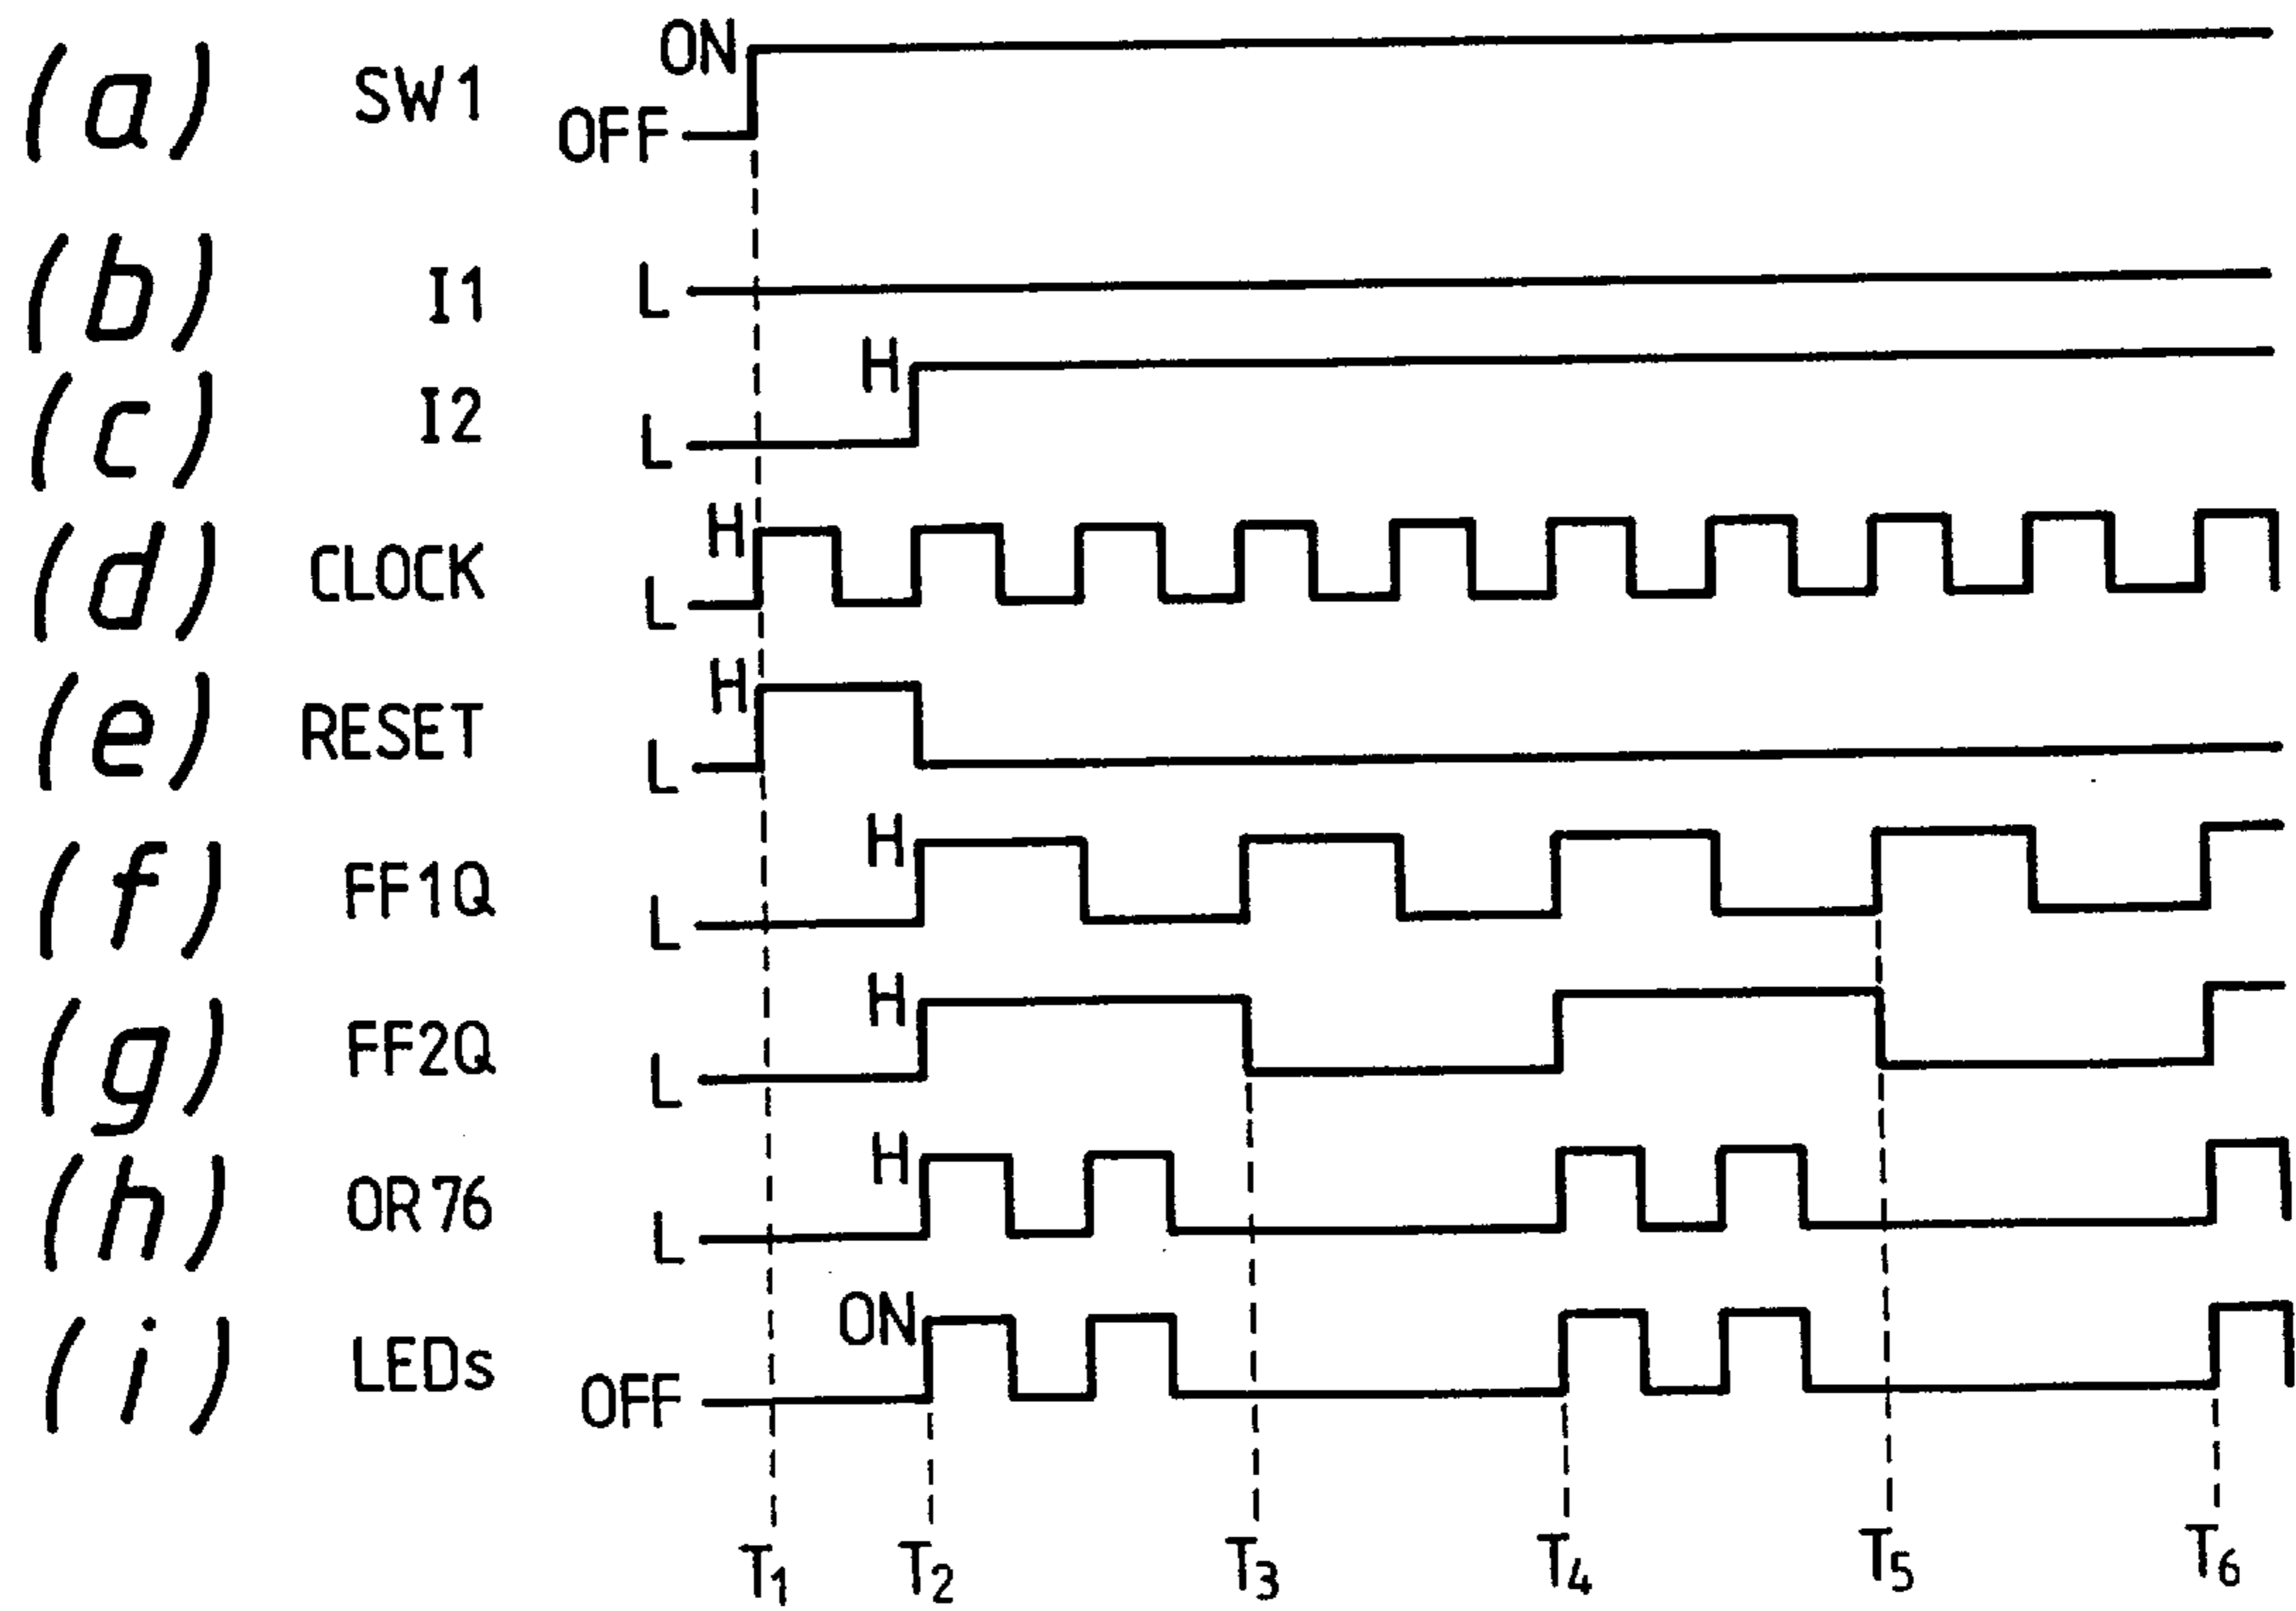 (a) SW1 ON
OFF
(b) I1 L
(c) I2 H
L
(d) CLOCK H
L
(e) RESET H
L
(f) FF1Q H
L
(g) FF2Q H
L
(h) OR76 H
L
(i) LEDs ON
OFF
T1 T2 T3 T4 T5 T6